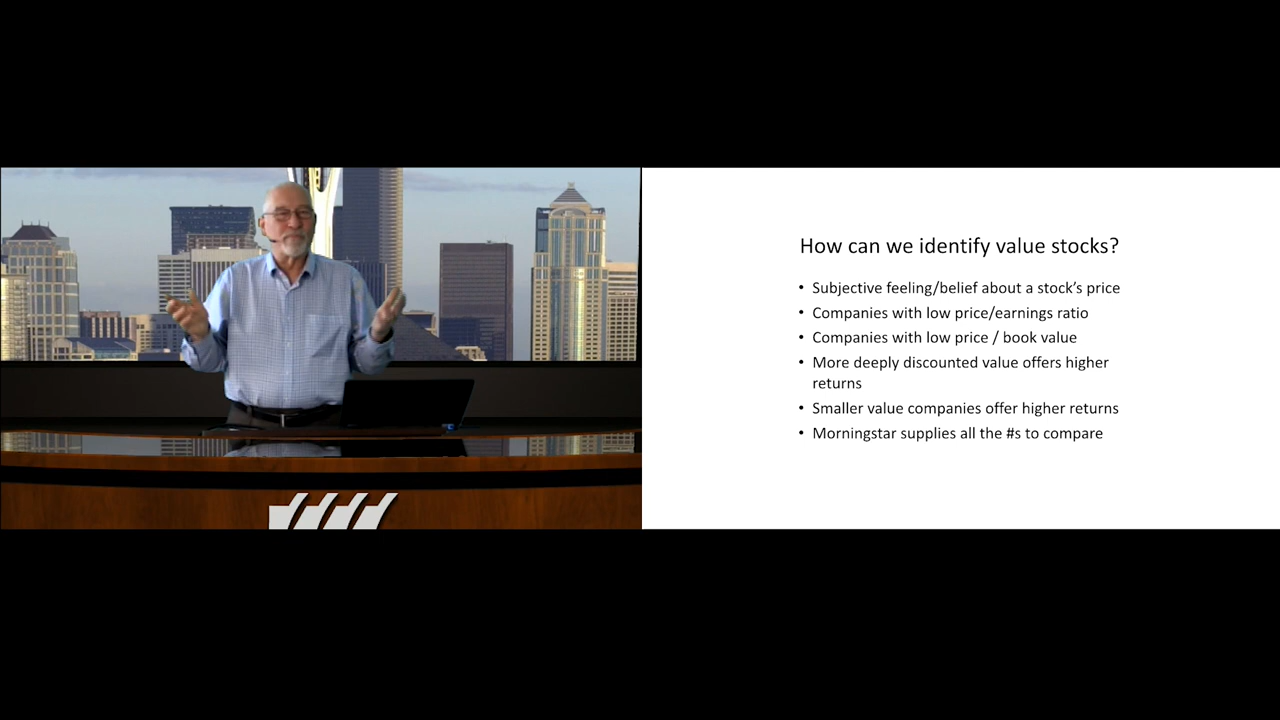 How can we identify value stocks?
• Subjective feeling/belief about a stock’s price
• Companies with low price/earnings ratio
• Companies with low price / book value
• More deeply discounted value offers higher
returns
• Smaller value companies offer higher returns
• Morningstar supplies all the #s to compare